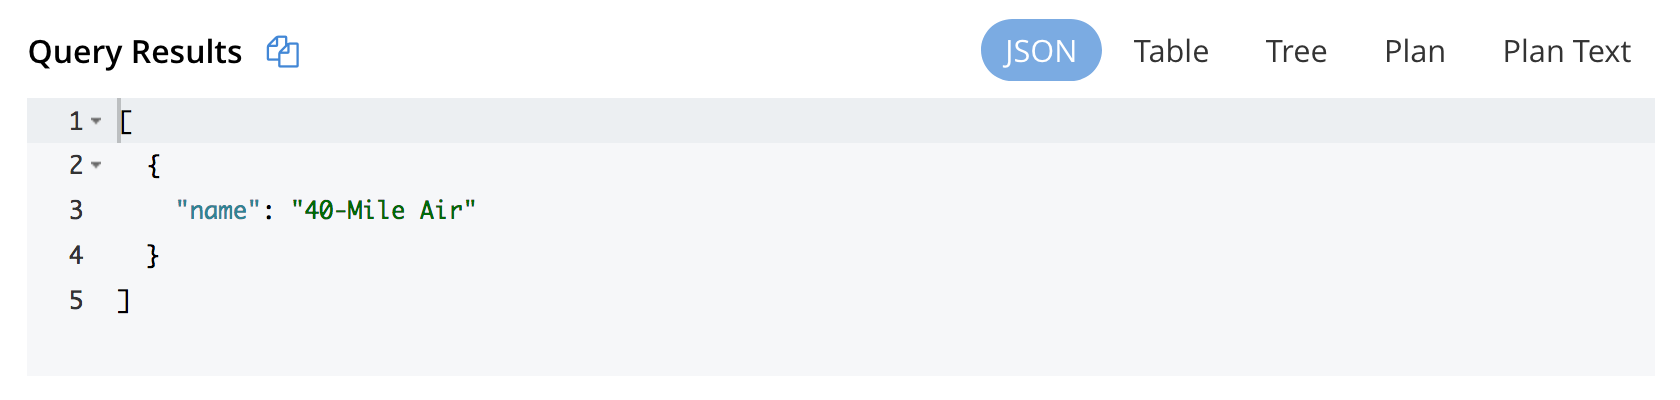 Query Results JSON Table Tree Plan Plan Text
1 [
2 {
3 "name": "40-Mile Air"
4 }
5 ]